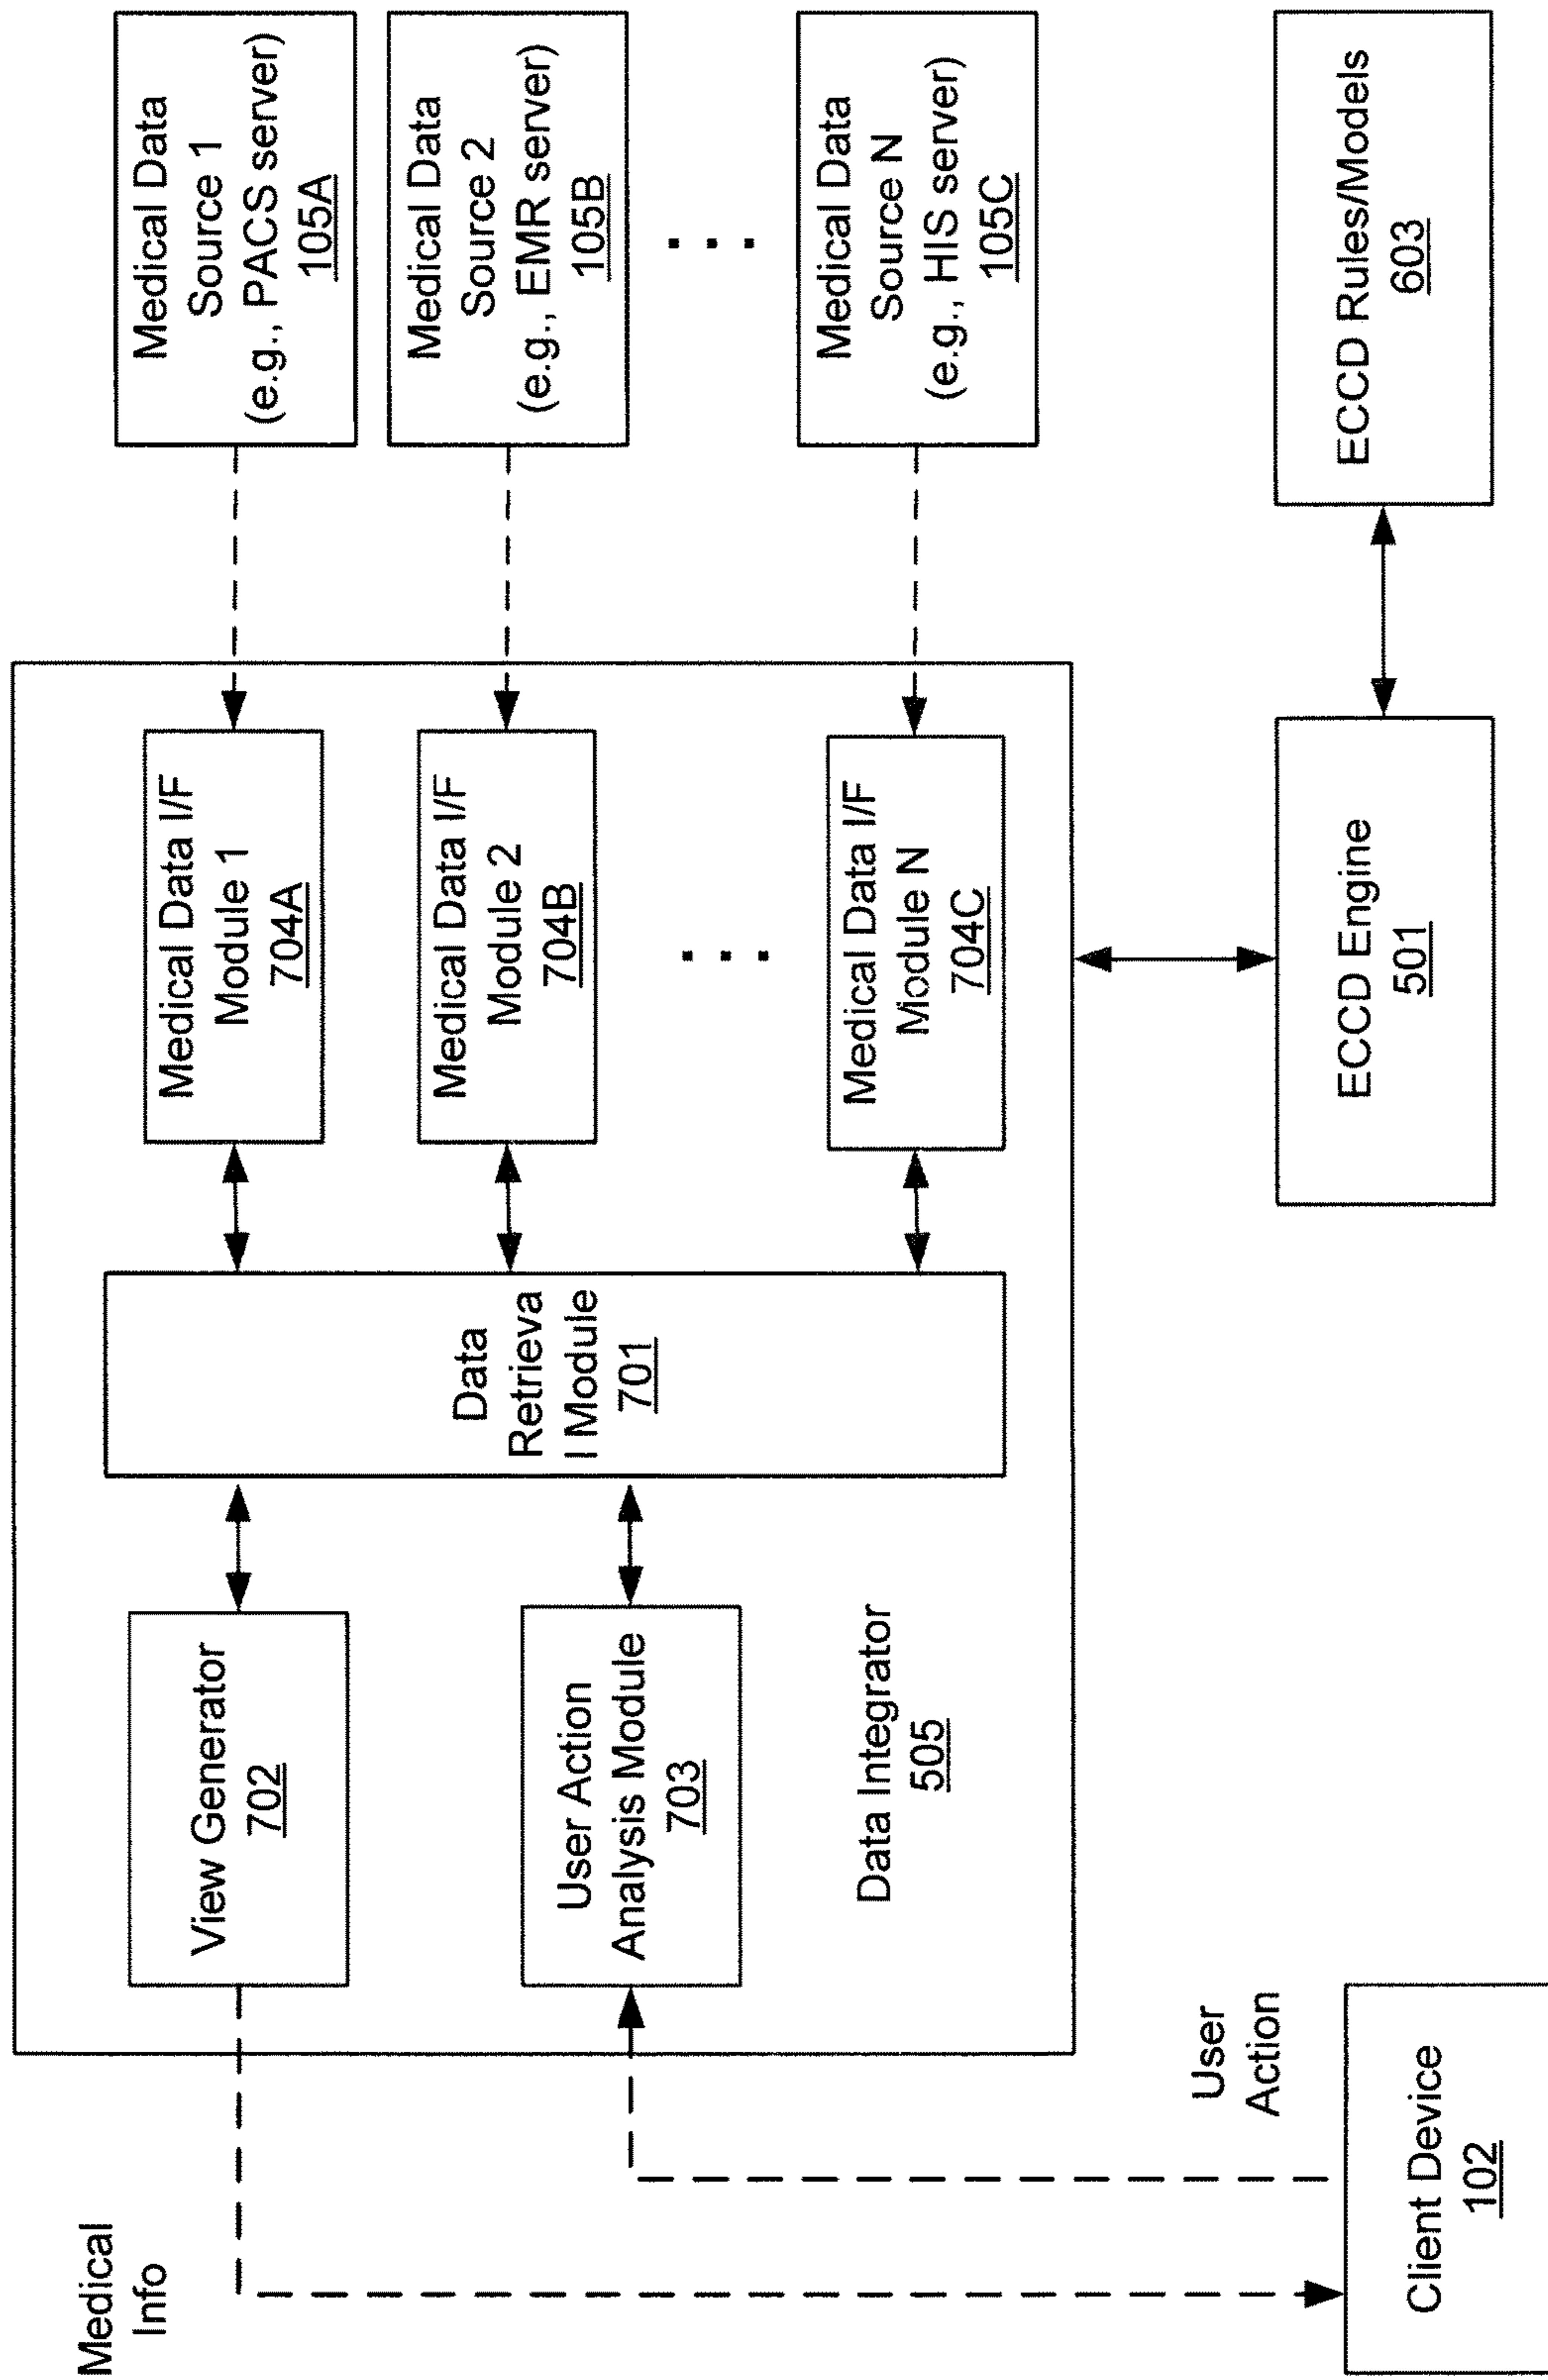 Medical
Info
View Generator
702
User Action
Analysis Module
703
Data Integrator
505
Data
Retrieva
l Module
701
Medical Data I/F
Module 1
704A
Medical Data I/F
Module 2
704B
. . .
Medical Data I/F
Module N
704C
Medical Data
Source 1
(e.g., PACS server)
105A
Medical Data
Source 2
(e.g., EMR server)
105B
. . .
Medical Data
Source N
(e.g., HIS server)
105C
User
Action
Client Device
102
ECCD Engine
501
ECCD Rules/Models
603